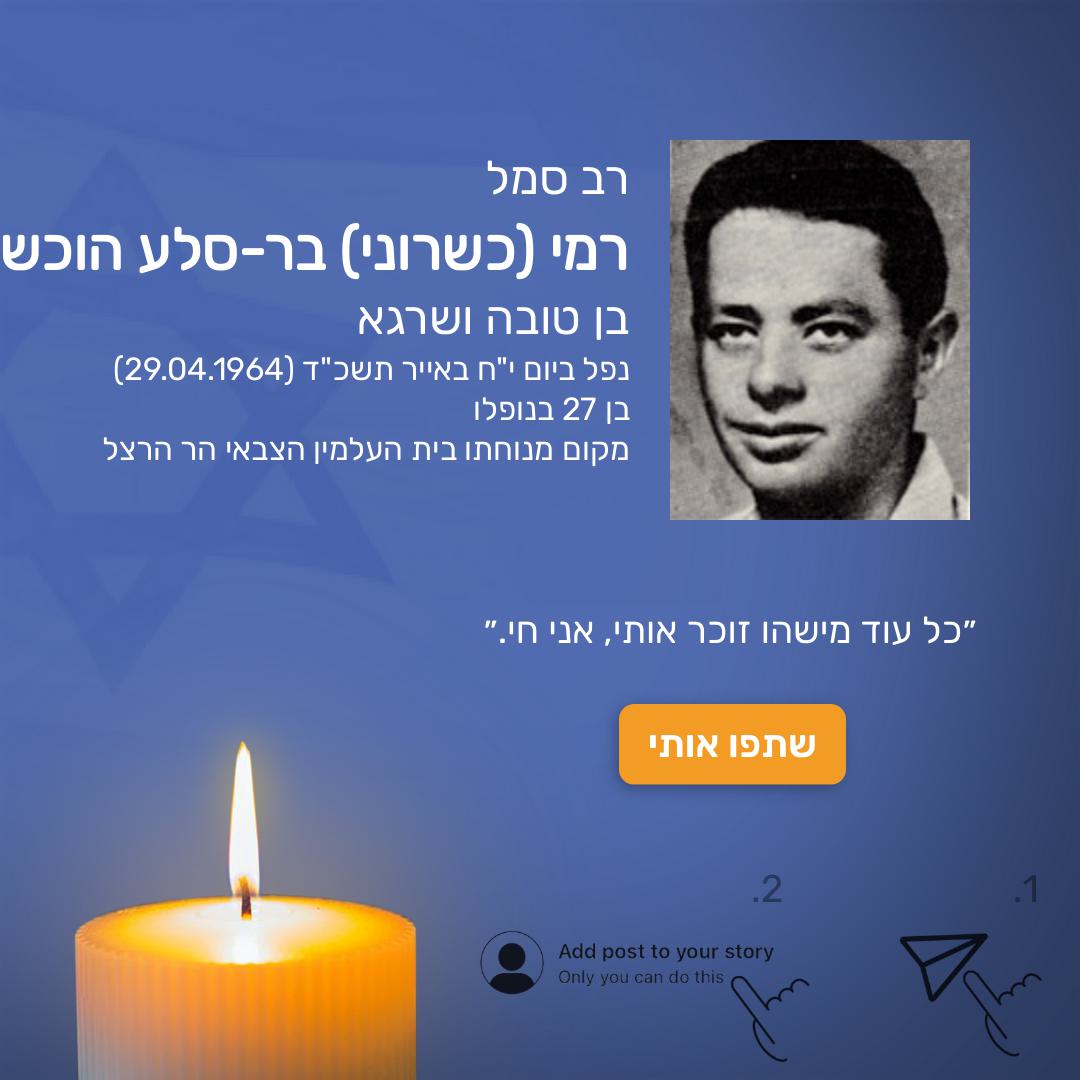 רב סמל
רמי (כשרוני) בר-סלע הוכש
בן טובה ושרגא
נפל ביום י"ח באייר תשכ"ד (29.04.1964)
בן 27 בנופלו
מקום מנוחתו בית העלמין הצבאי הר הרצל
"כל עוד מישהו זוכר אותי, אני חי."
שתפו אותי
1.
2.
Add post to your story
Only you can do this